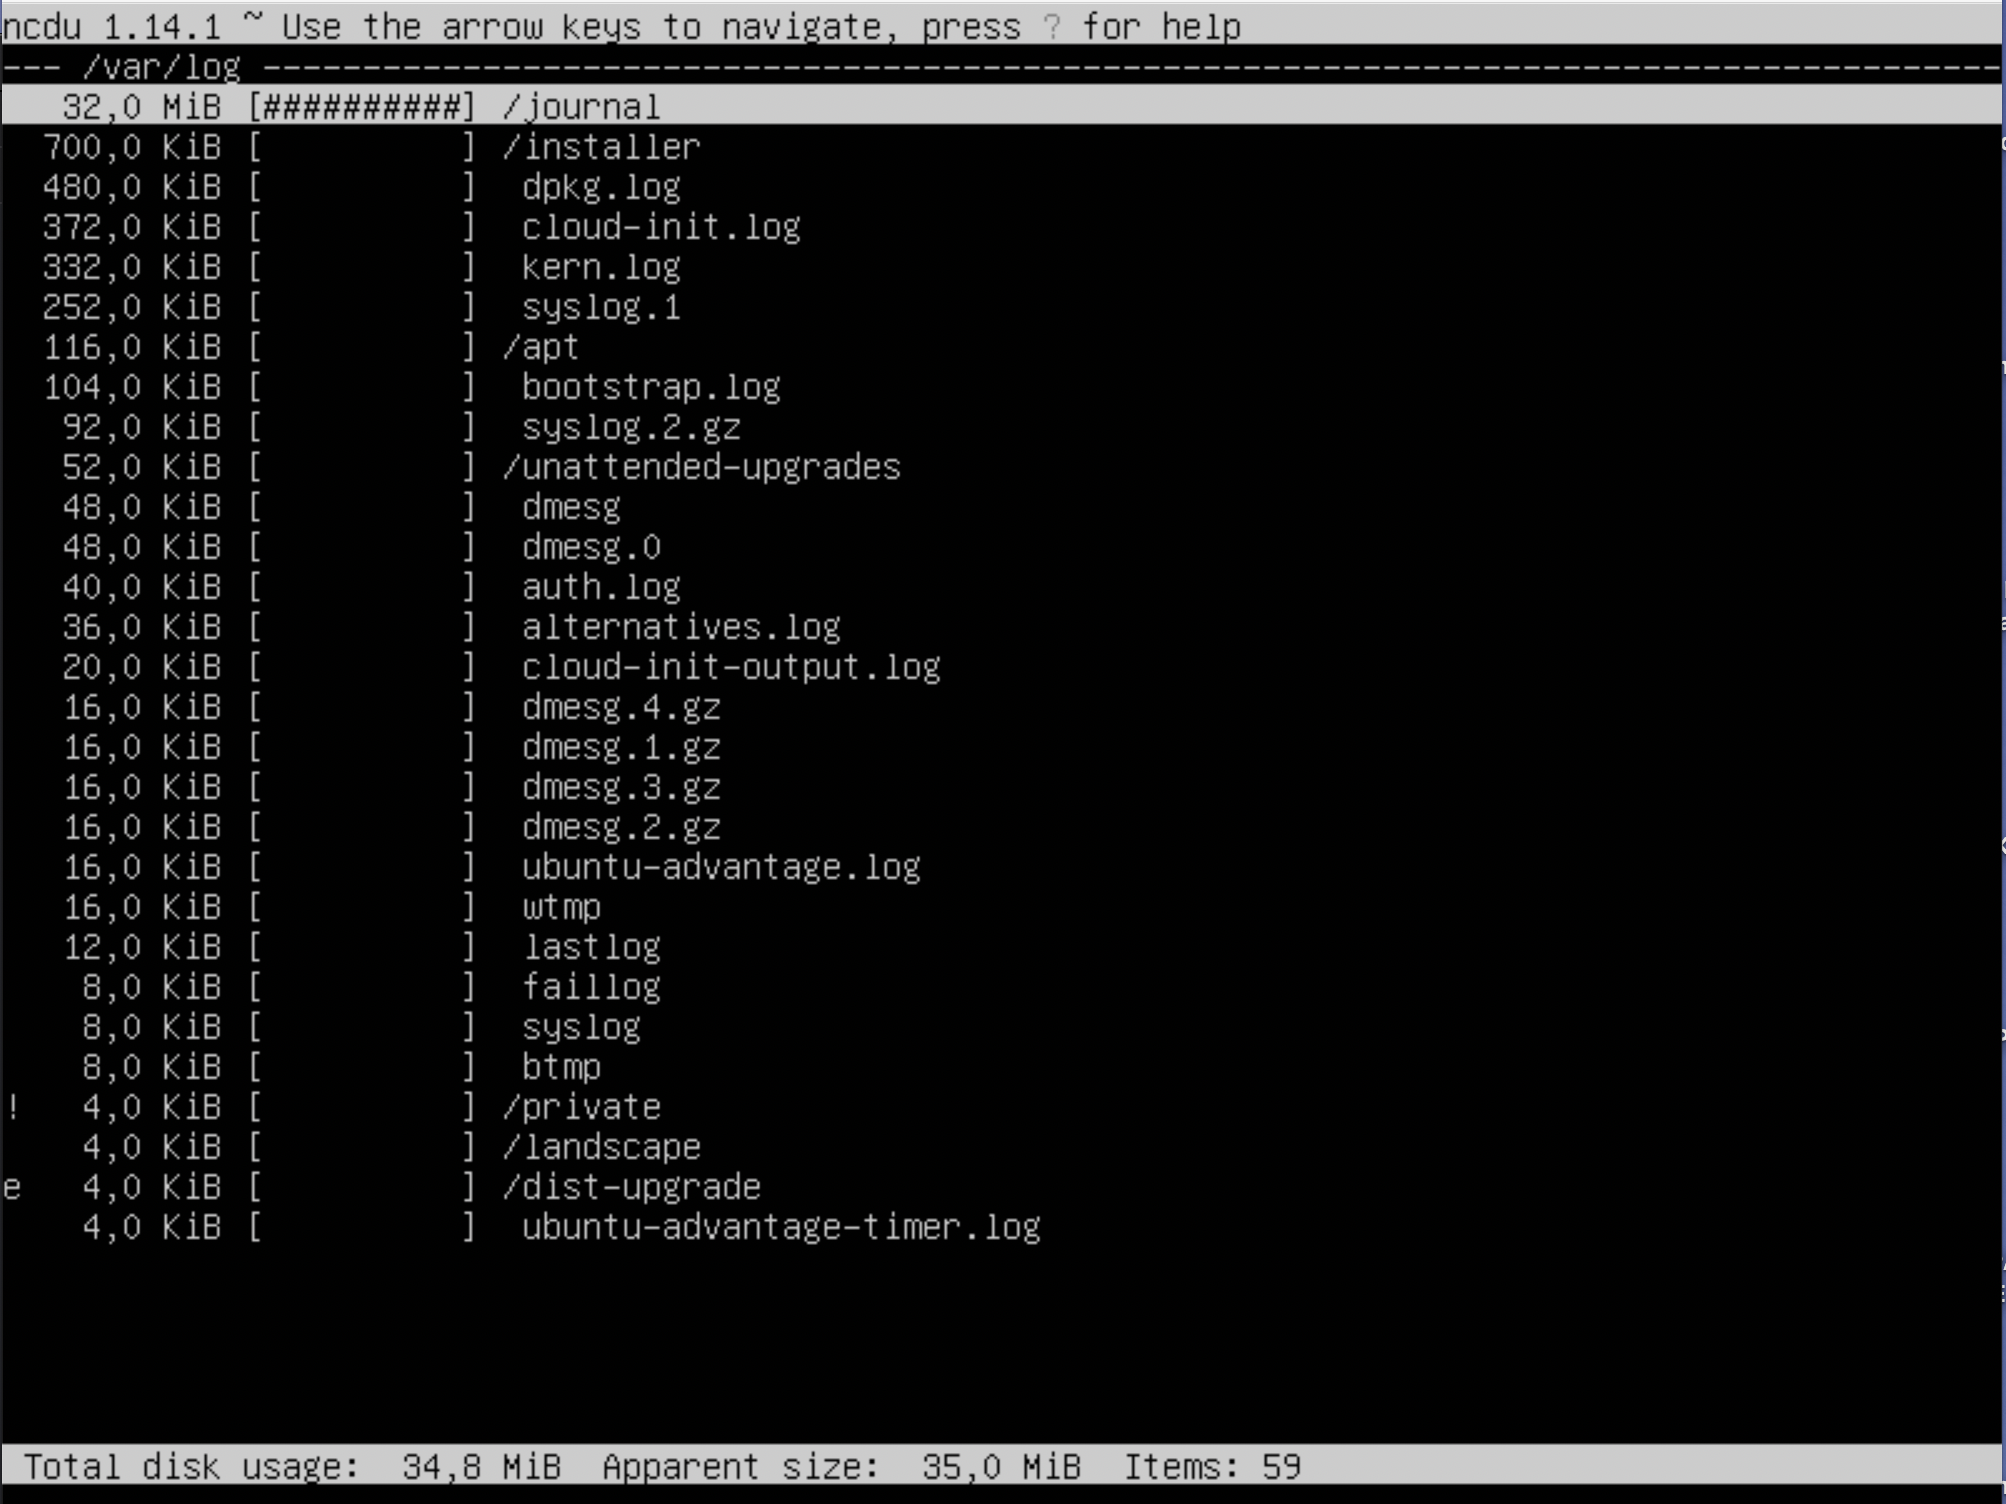 ncdu 1.14.1 ~ Use the arrow keys to navigate, press ? for help
--- /var/log ---------------------------------------------------------------------------------------
32,0 MiB [##########] /journal
700,0 KiB [          ] /installer
480,0 KiB [          ]  dpkg.log
372,0 KiB [          ]  cloud-init.log
332,0 KiB [          ]  kern.log
252,0 KiB [          ]  syslog.1
116,0 KiB [          ] /apt
104,0 KiB [          ]  bootstrap.log
92,0 KiB [          ]  syslog.2.gz
52,0 KiB [          ] /unattended-upgrades
48,0 KiB [          ]  dmesg
48,0 KiB [          ]  dmesg.0
40,0 KiB [          ]  auth.log
36,0 KiB [          ]  alternatives.log
20,0 KiB [          ]  cloud-init-output.log
16,0 KiB [          ]  dmesg.4.gz
16,0 KiB [          ]  dmesg.1.gz
16,0 KiB [          ]  dmesg.3.gz
16,0 KiB [          ]  dmesg.2.gz
16,0 KiB [          ]  ubuntu-advantage.log
16,0 KiB [          ]  wtmp
12,0 KiB [          ]  lastlog
8,0 KiB [          ]  faillog
8,0 KiB [          ]  syslog
8,0 KiB [          ]  btmp
! 4,0 KiB [          ] /private
4,0 KiB [          ] /landscape
e 4,0 KiB [          ] /dist-upgrade
4,0 KiB [          ]  ubuntu-advantage-timer.log
Total disk usage: 34,8 MiB Apparent size: 35,0 MiB Items: 59